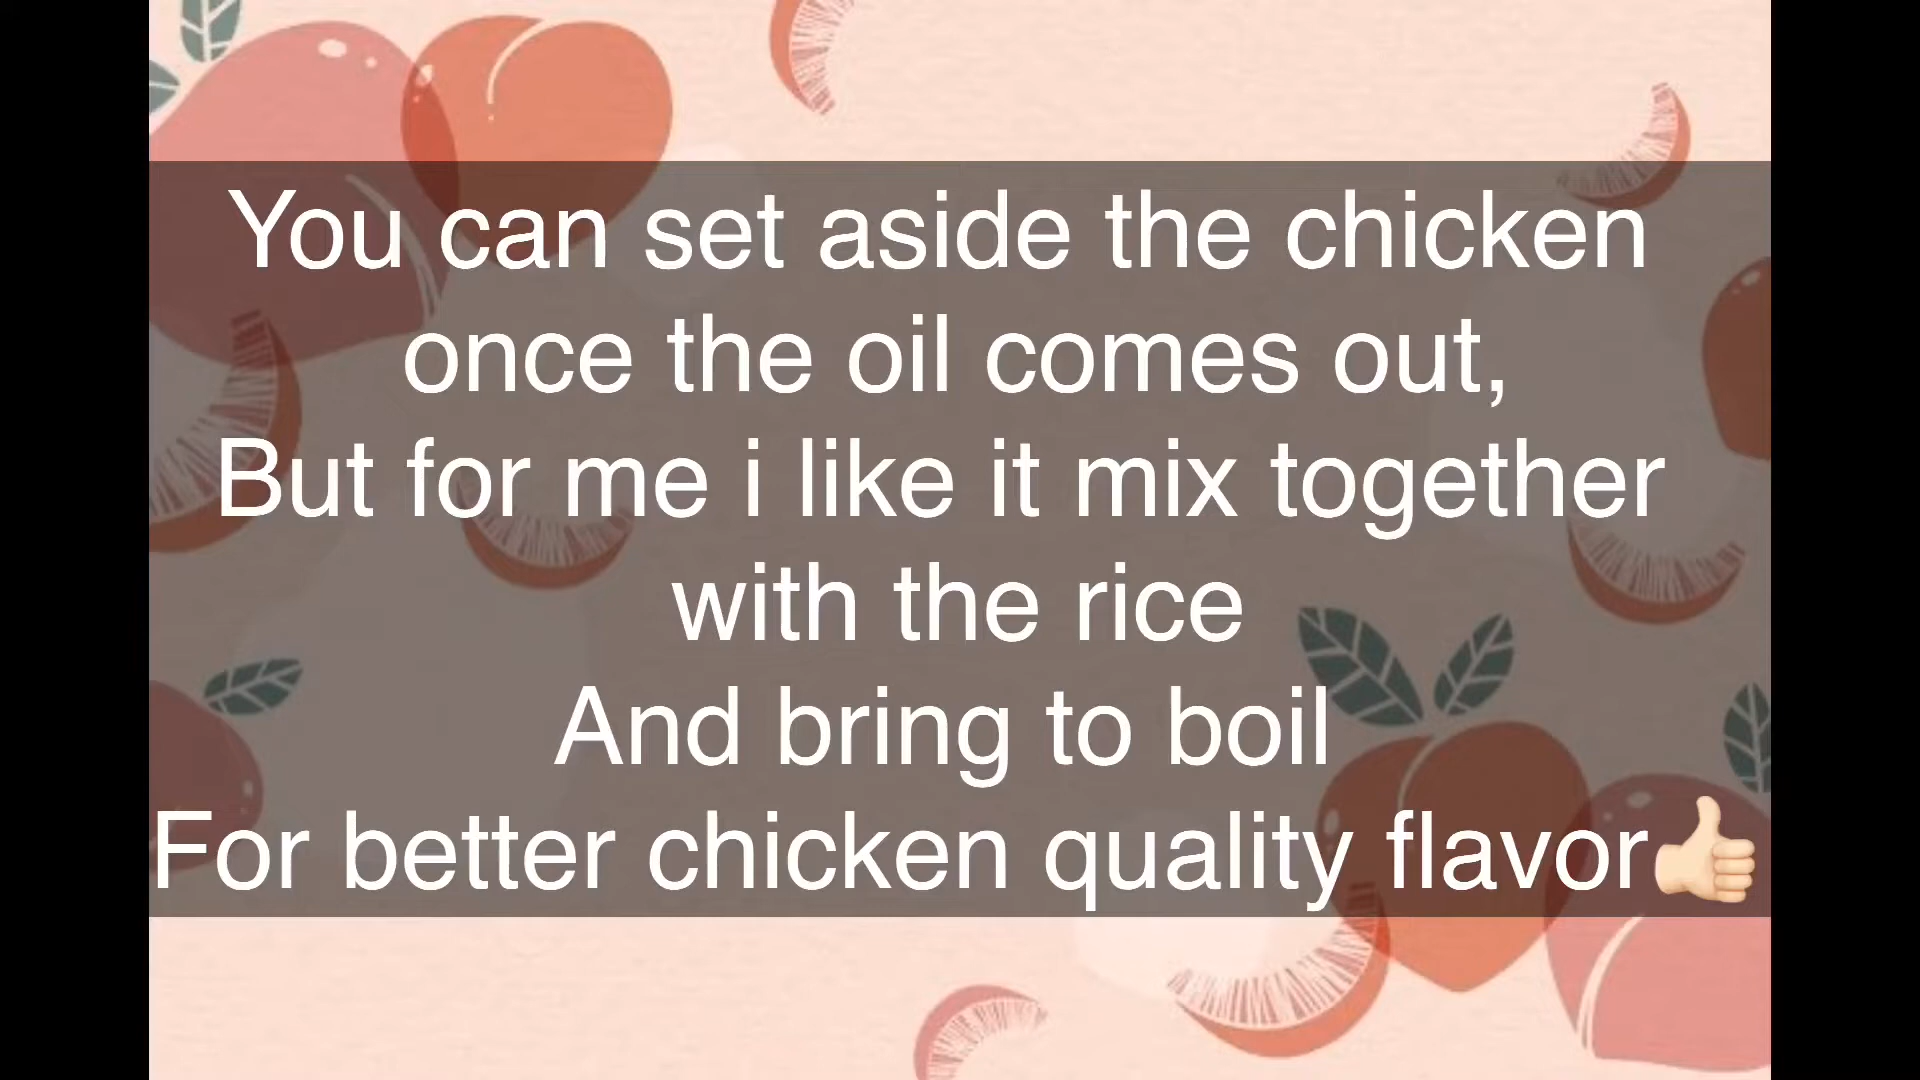 You can set aside the chicken
once the oil comes out,
But for me i like it mix together
with the rice
And bring to boil
For better chicken quality flavor👍🏻